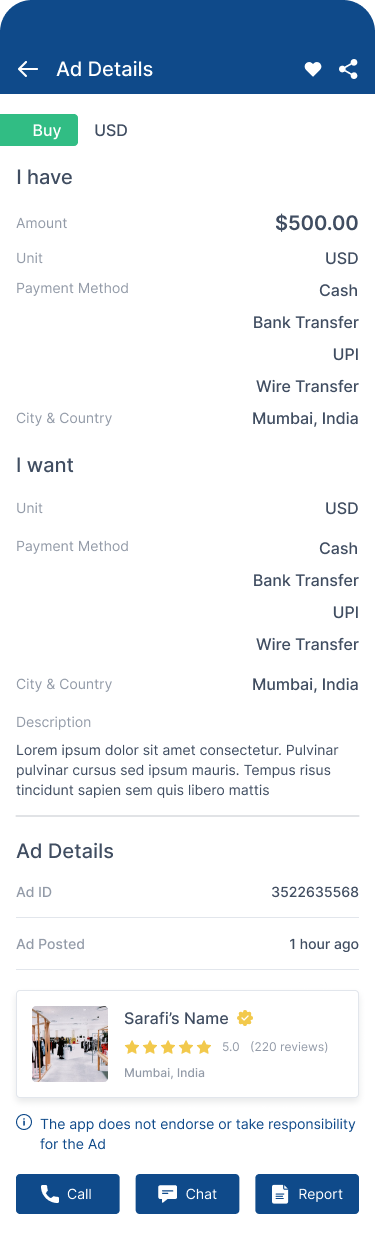 Ad Details
Buy USD
I have
Amount $500.00
Unit USD
Payment Method Cash
Bank Transfer
UPI
Wire Transfer
City & Country Mumbai, India
I want
Unit USD
Payment Method Cash
Bank Transfer
UPI
Wire Transfer
City & Country Mumbai, India
Description
Lorem ipsum dolor sit amet consectetur. Pulvinar
pulvinar cursus sed ipsum mauris. Tempus risus
tincidunt sapien sem quis libero mattis
Ad Details
Ad ID 3522635568
Ad Posted 1 hour ago
Sarafi’s Name
5.0 (220 reviews)
Mumbai, India
The app does not endorse or take responsibility
for the Ad
Call Chat Report